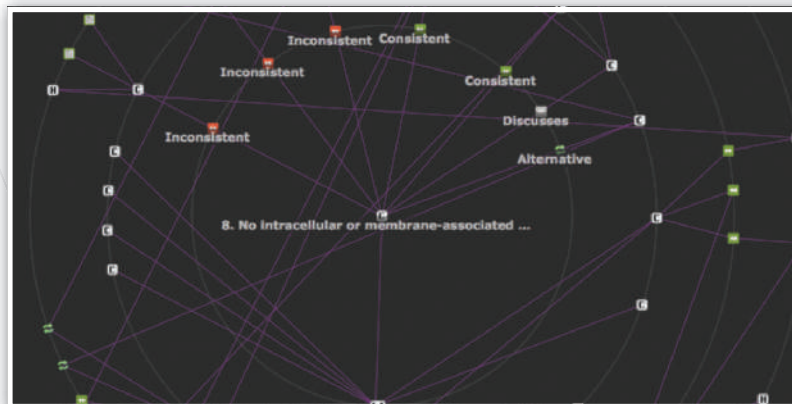 Inconsistent
Consistent
Inconsistent
Consistent
Discusses
Inconsistent
Alternative
H
C
C
C
C
C
C
C
C
C
8. No intracellular or membrane-associated ...
C
H